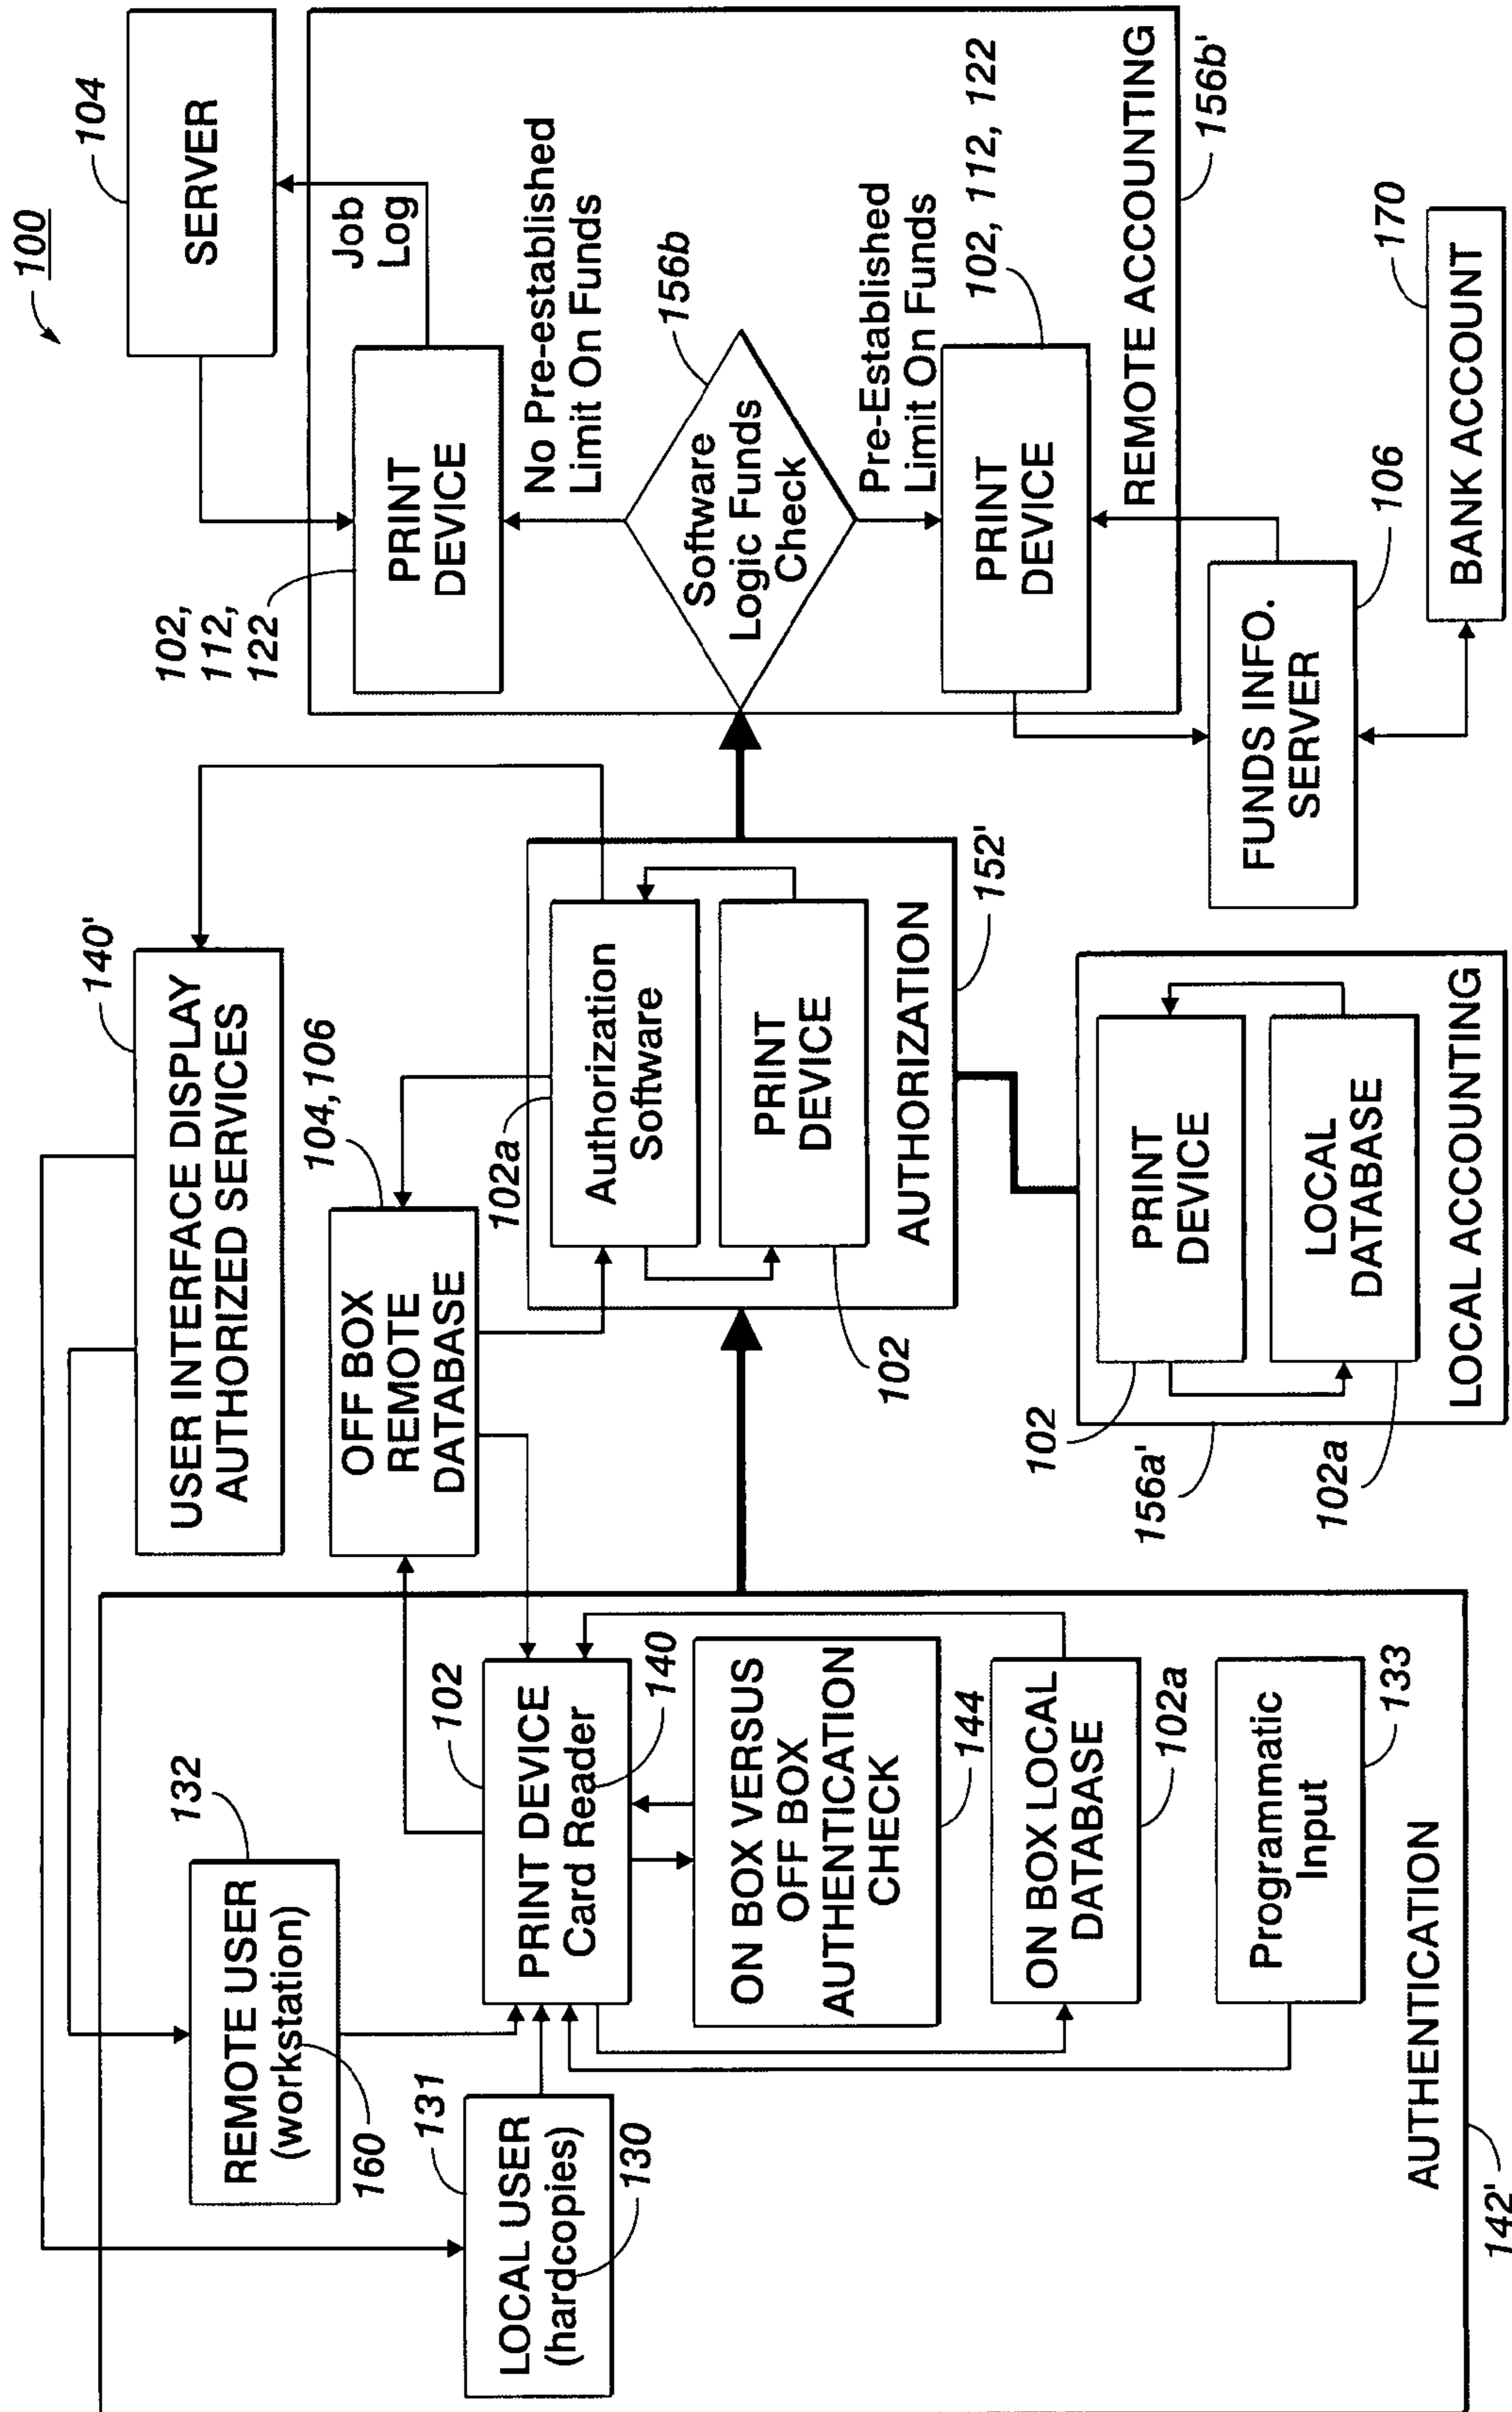 100
142'
AUTHENTICATION
132
REMOTE USER
(workstation)
160
131
LOCAL USER
(hardcopies)
130
102
PRINT DEVICE
Card Reader
140
ON BOX VERSUS
OFF BOX
AUTHENTICATION
CHECK
144
ON BOX LOCAL
DATABASE
102a
Programmatic
Input
133
140'
USER INTERFACE DISPLAY
AUTHORIZED SERVICES
104, 106
OFF BOX
REMOTE
DATABASE
102a
Authorization
Software
PRINT
DEVICE
102
AUTHORIZATION
152'
102
PRINT
DEVICE
156a'
LOCAL
DATABASE
102a
LOCAL ACCOUNTING
104
SERVER
Job
Log
102,
112,
122
PRINT
DEVICE
No Pre-established
Limit On Funds
156b
Software
Logic Funds
Check
Pre-Established
Limit On Funds
PRINT
DEVICE
102, 112, 122
REMOTE ACCOUNTING
156b'
FUNDS INFO.
SERVER
106
170
BANK ACCOUNT